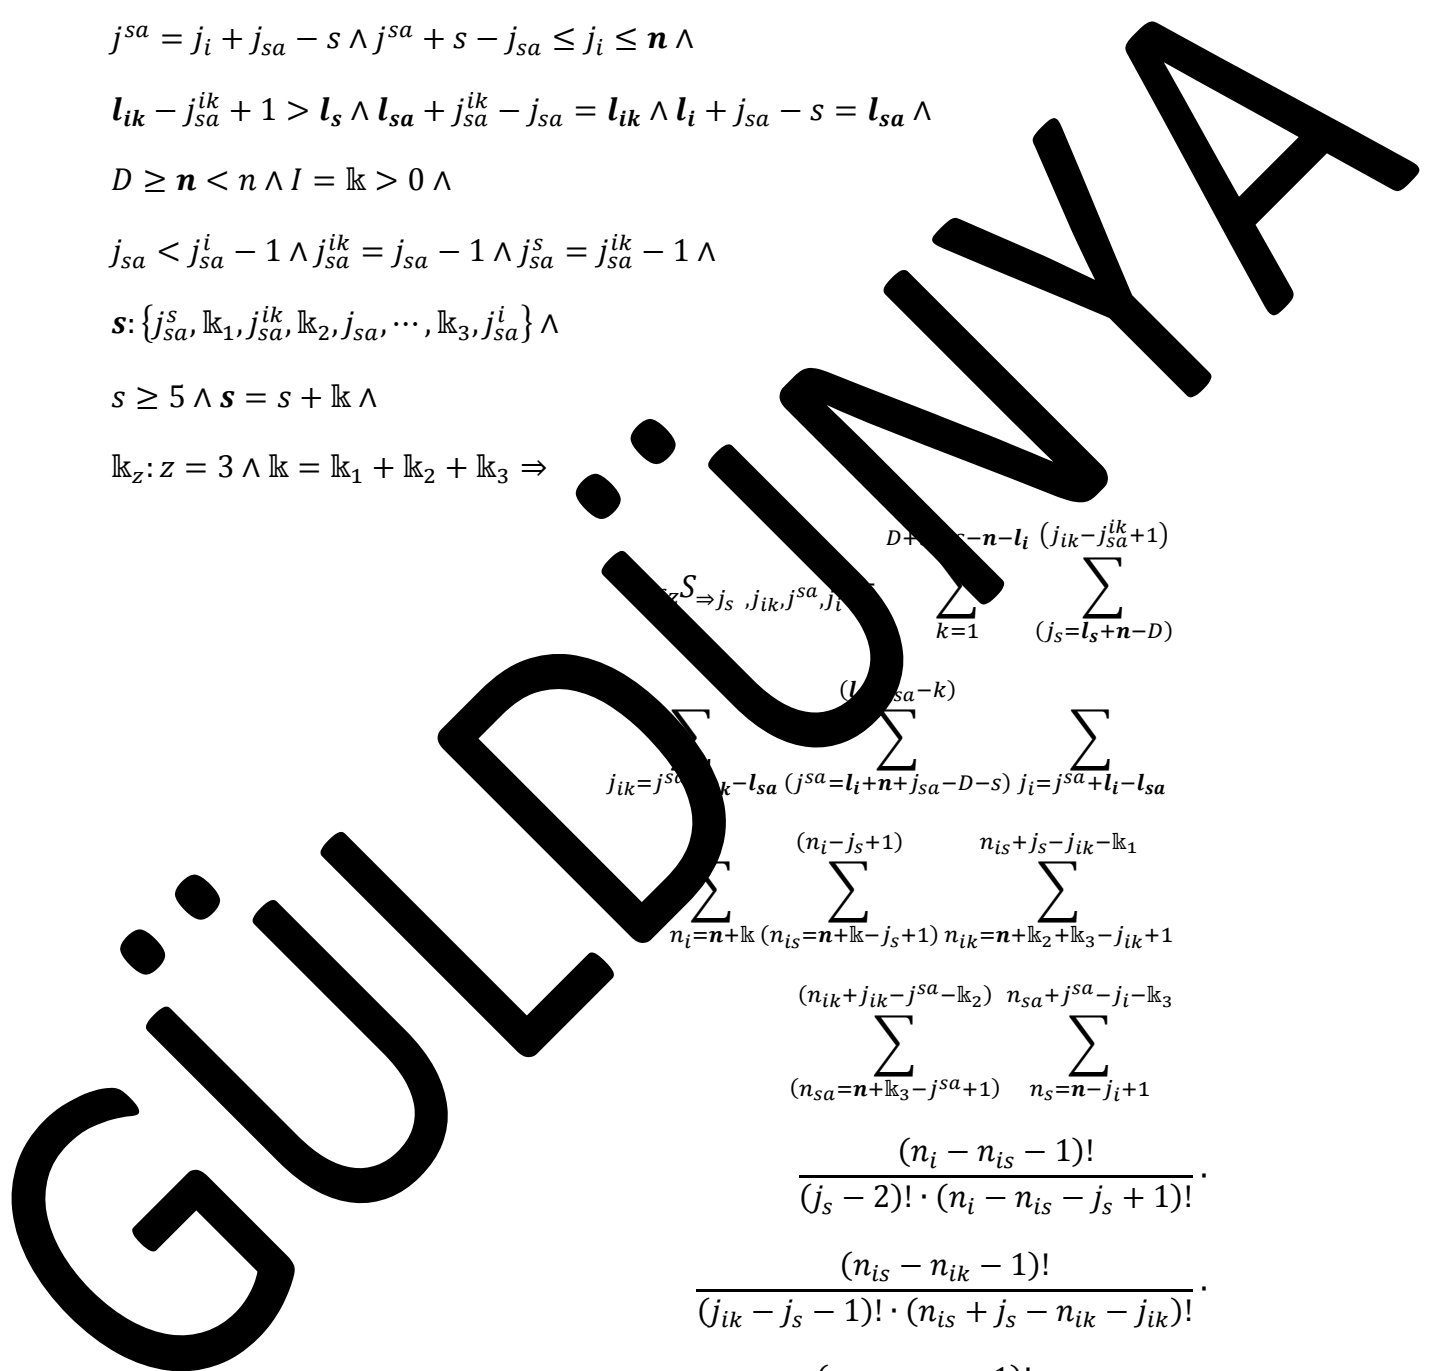 j^{sa} = j_i + j_{sa} − s ∧ j^{sa} + s − j_{sa} ≤ j_i ≤ n ∧
l_{ik} − j_{sa}^{ik} + 1 > l_s ∧ l_{sa} + j_{sa}^{ik} − j_{sa} = l_{ik} ∧ l_i + j_{sa} − s = l_{sa} ∧
D ≥ n < n ∧ I = 𝕜 > 0 ∧
j_{sa} < j_{sa}^i − 1 ∧ j_{sa}^{ik} = j_{sa} − 1 ∧ j_{sa}^s = j_{sa}^{ik} − 1 ∧
s: {j_{sa}^s, 𝕜_1, j_{sa}^{ik}, 𝕜_2, j_{sa}, ⋯, 𝕜_3, j_{sa}^i} ∧
s ≥ 5 ∧ s = s + 𝕜 ∧
𝕜_z: z = 3 ∧ 𝕜 = 𝕜_1 + 𝕜_2 + 𝕜_3 ⇒
−n−l_i (j_{ik}−j_{sa}^{ik}+1)
S_{⇒j_s ,j_{ik},j^{sa},j_i} ∑ ∑
k=1 (j_s=l_s+n−D)
−k)
∑ ∑ ∑
j_{ik}=j^{sa} −l_{sa} (j^{sa}=l_i+n+j_{sa}−D−s) j_i=j^{sa}+l_i−l_{sa}
(n_i−j_s+1) n_{is}+j_s−j_{ik}−𝕜_1
∑ ∑ ∑
n_i=n+𝕜 (n_{is}=n+𝕜−j_s+1) n_{ik}=n+𝕜_2+𝕜_3−j_{ik}+1
(n_{ik}+j_{ik}−j^{sa}−𝕜_2) n_{sa}+j^{sa}−j_i−𝕜_3
∑ ∑
(n_{sa}=n+𝕜_3−j^{sa}+1) n_s=n−j_i+1
(n_i − n_{is} − 1)!
(j_s − 2)! · (n_i − n_{is} − j_s + 1)! ·
(n_{is} − n_{ik} − 1)!
(j_{ik} − j_s − 1)! · (n_{is} + j_s − n_{ik} − j_{ik})! ·
GÜLDÜNYA